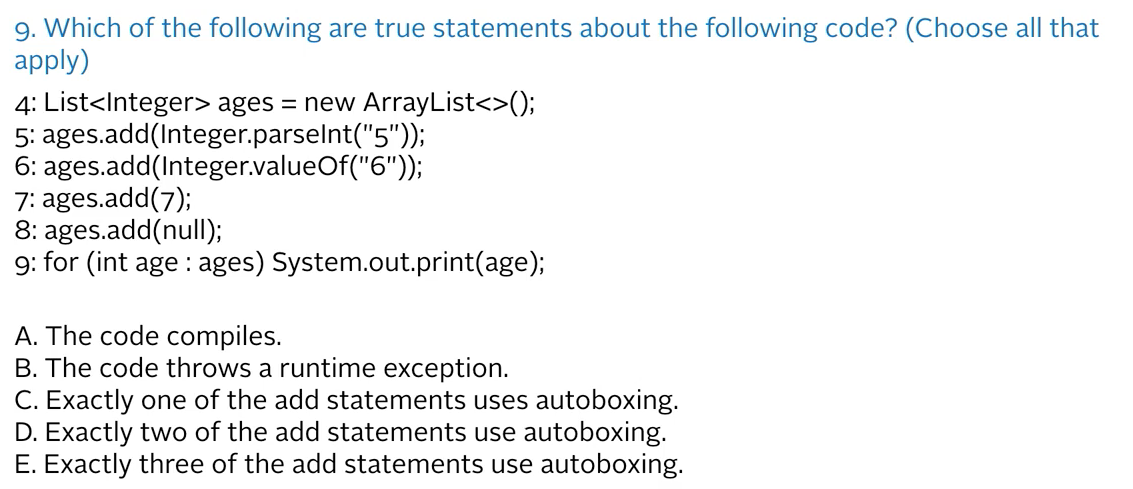 9. Which of the following are true statements about the following code? (Choose all that
apply)
4: List<Integer> ages = new ArrayList<>();
5: ages.add(Integer.parseInt("5"));
6: ages.add(Integer.valueOf("6"));
7: ages.add(7);
8: ages.add(null);
9: for (int age : ages) System.out.print(age);
A. The code compiles.
B. The code throws a runtime exception.
C. Exactly one of the add statements uses autoboxing.
D. Exactly two of the add statements use autoboxing.
E. Exactly three of the add statements use autoboxing.